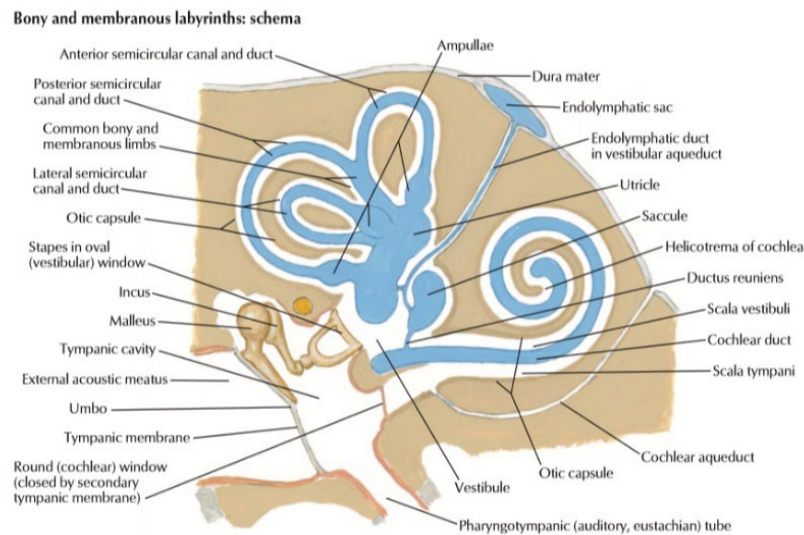 Bony and membranous labyrinths: schema
Anterior semicircular canal and duct
Posterior semicircular
canal and duct
Common bony and
membranous limbs
Lateral semicircular
canal and duct
Otic capsule
Stapes in oval
(vestibular) window
Incus
Malleus
Tympanic cavity
External acoustic meatus
Umbo
Tympanic membrane
Round (cochlear) window
(closed by secondary
tympanic membrane)
Ampullae
Dura mater
Endolymphatic sac
Endolymphatic duct
in vestibular aqueduct
Utricle
Saccule
Helicotrema of cochlea
Ductus reuniens
Scala vestibuli
Cochlear duct
Scala tympani
Cochlear aqueduct
Otic capsule
Vestibule
Pharyngotympanic (auditory, eustachian) tube